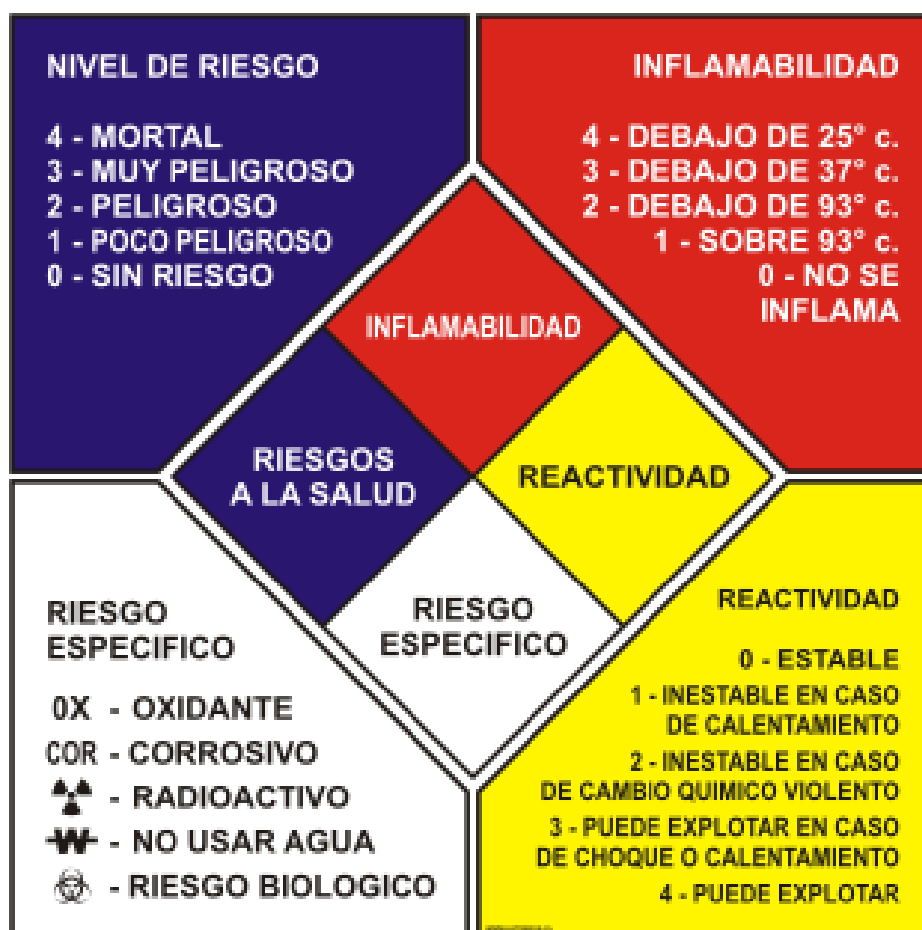 NIVEL DE RIESGO
4 - MORTAL
3 - MUY PELIGROSO
2 - PELIGROSO
1 - POCO PELIGROSO
0 - SIN RIESGO
INFLAMABILIDAD
4 - DEBAJO DE 25° c.
3 - DEBAJO DE 37° c.
2 - DEBAJO DE 93° c.
1 - SOBRE 93° c.
0 - NO SE
INFLAMA
INFLAMABILIDAD
RIESGOS
A LA SALUD
REACTIVIDAD
RIESGO
ESPECIFICO
RIESGO
ESPECIFICO
0X - OXIDANTE
COR - CORROSIVO
- RADIOACTIVO
W - NO USAR AGUA
- RIESGO BIOLOGICO
REACTIVIDAD
0 - ESTABLE
1 - INESTABLE EN CASO
DE CALENTAMIENTO
2 - INESTABLE EN CASO
DE CAMBIO QUIMICO VIOLENTO
3 - PUEDE EXPLOTAR EN CASO
DE CHOQUE O CALENTAMIENTO
4 - PUEDE EXPLOTAR